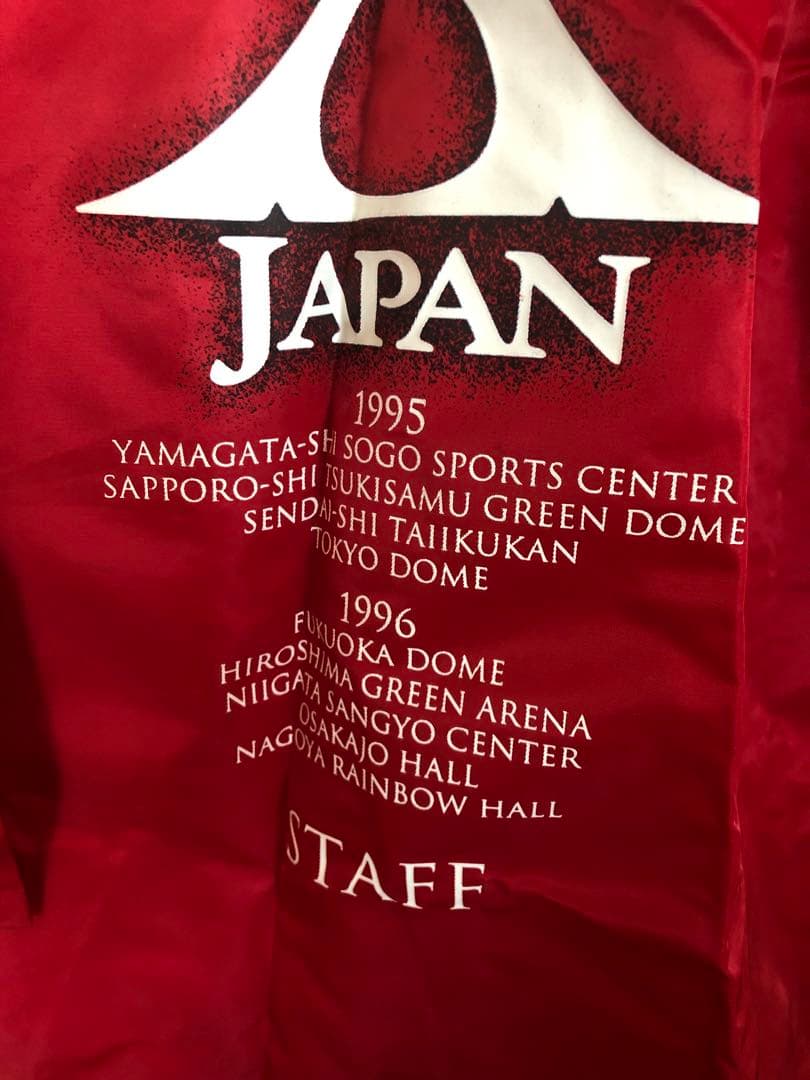 JAPAN
1995
YAMAGATA-SHI SOGO SPORTS CENTER
SAPPORO-SHI TSUKISAMU GREEN DOME
SENDAI-SHI TAIIKUKAN
TOKYO DOME
1996
FUKUOKA DOME
HIROSHIMA GREEN ARENA
NIIGATA SANGYO CENTER
OSAKAJO HALL
NAGOYA RAINBOW HALL
STAFF